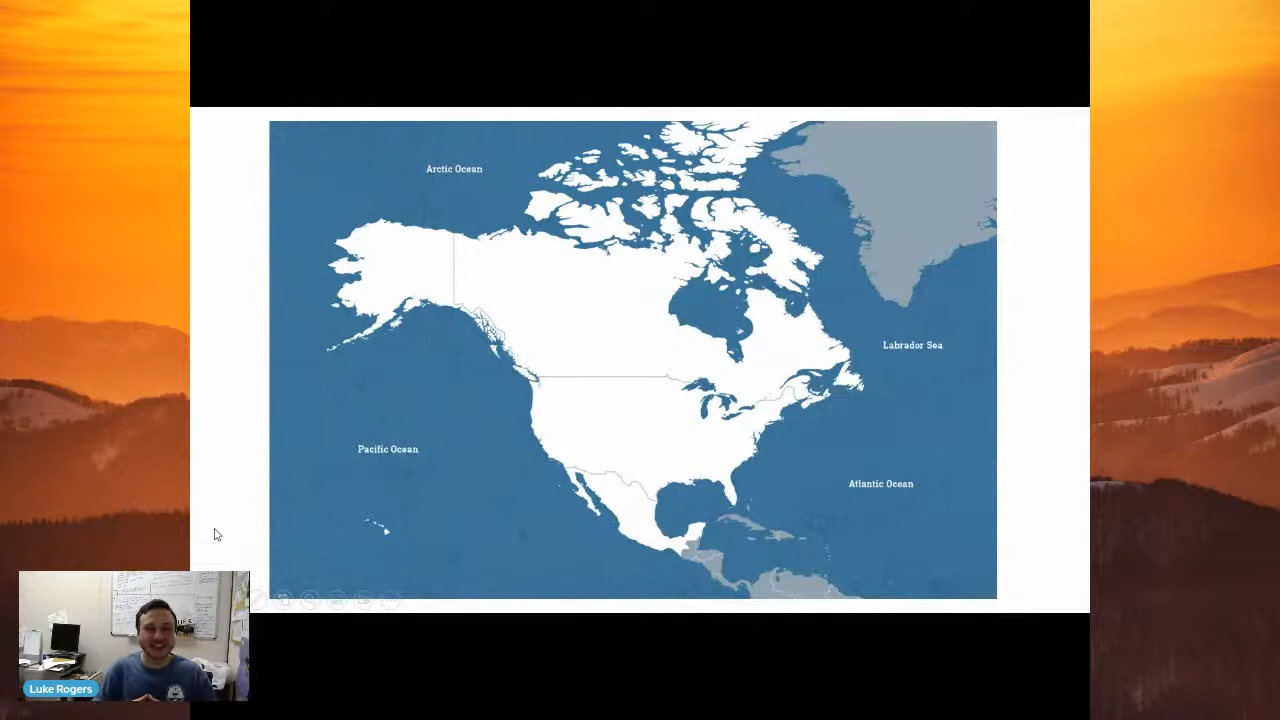 Arctic Ocean
Labrador Sea
Pacific Ocean
Atlantic Ocean
Luke Rogers